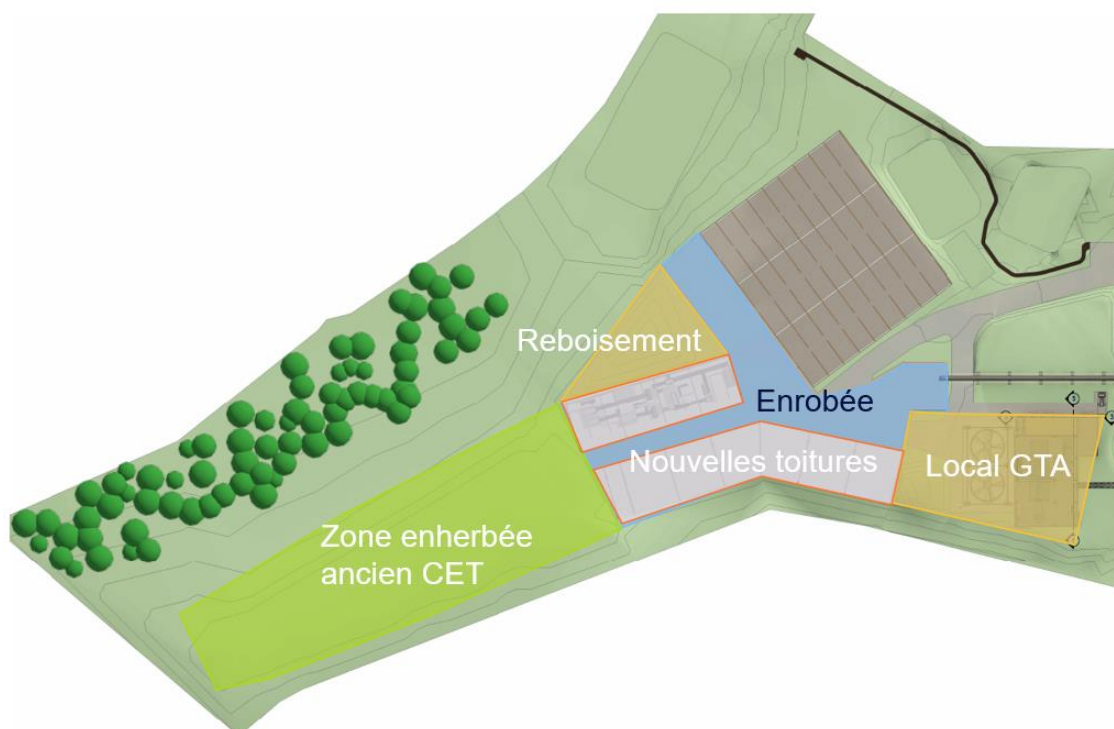 Reboisement
Enrobée
Nouvelles toitures
Local GTA
Zone enherbée
ancien CET